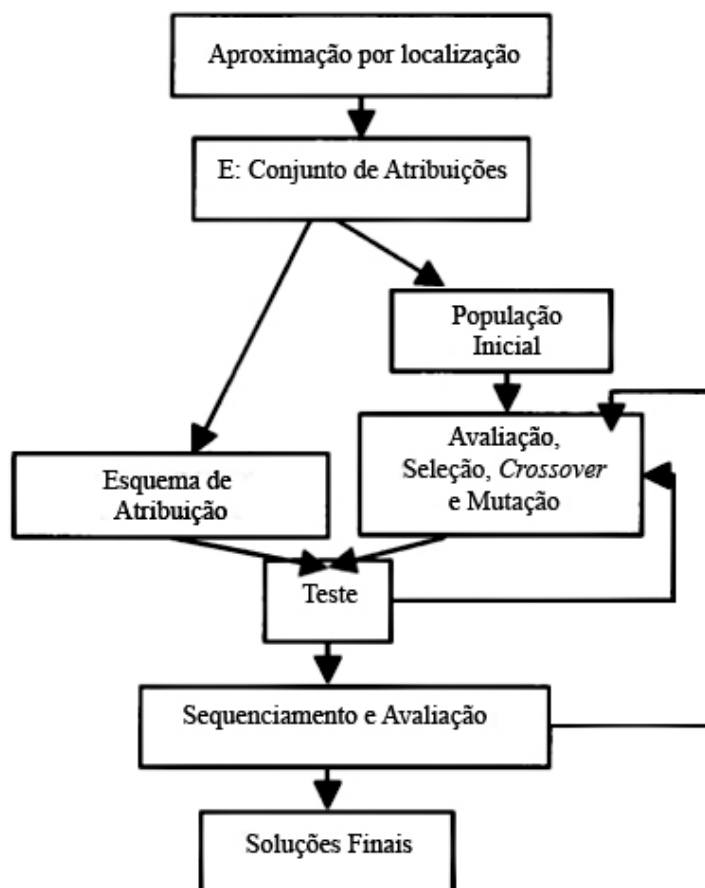 Aproximação por localização
E: Conjunto de Atribuições
População
Inicial
Avaliação,
Seleção, Crossover
e Mutação
Esquema de
Atribuição
Teste
Sequenciamento e Avaliação
Soluções Finais